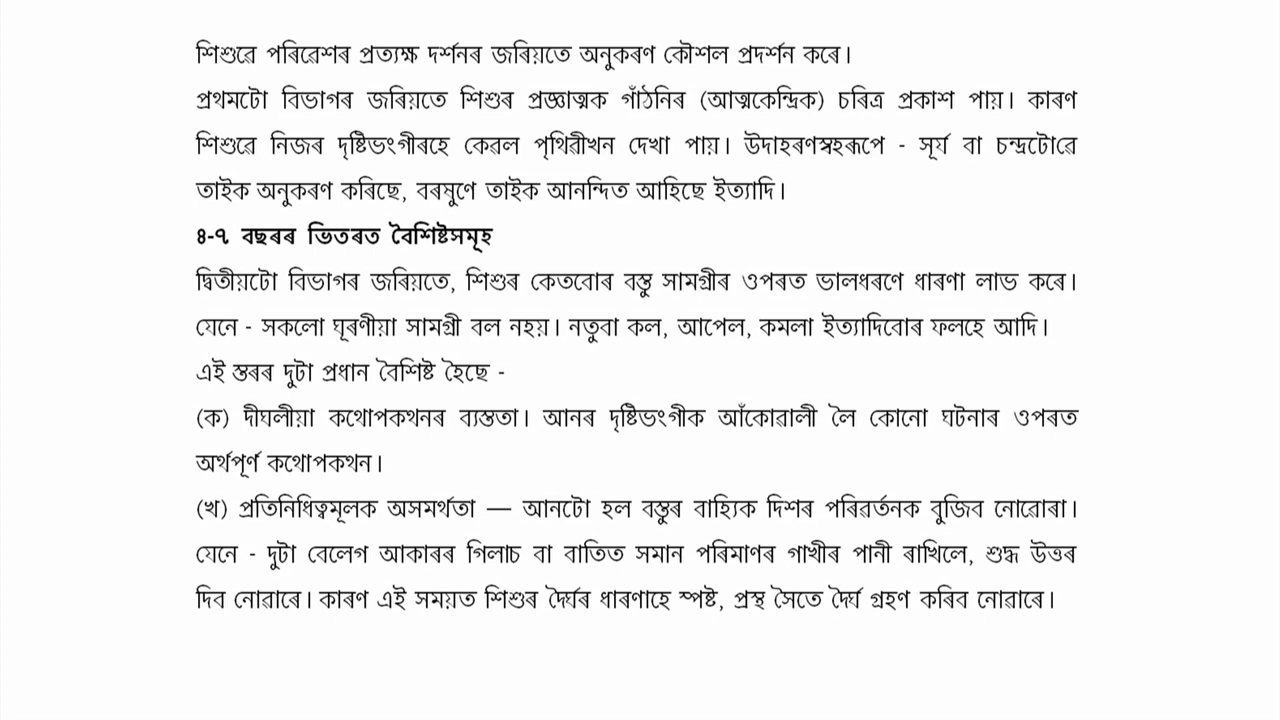 শিশুৱে পৰিৱেশৰ প্ৰত্যক্ষ দৰ্শনৰ জৰিয়তে অনুকৰণ কৌশল প্ৰদৰ্শন কৰে।
প্ৰথমটো বিভাগৰ জৰিয়তে শিশুৰ প্ৰজ্ঞাত্মক গাঁঠনিৰ (আত্মকেন্দ্ৰিক) চৰিত্ৰ প্ৰকাশ পায়। কাৰণ
শিশুৱে নিজৰ দৃষ্টিভংগীৰহে কেৱল পৃথিৱীখন দেখা পায়। উদাহৰণস্বহৰূপে - সূৰ্য বা চন্দ্ৰটোৱে
তাইক অনুকৰণ কৰিছে, বৰষুণে তাইক আনন্দিত আহিছে ইত্যাদি।
৪-৭ বছৰৰ ভিতৰত বৈশিষ্টসমূহ
দ্বিতীয়টো বিভাগৰ জৰিয়তে, শিশুৰ কেতবোৰ বস্তু সামগ্ৰীৰ ওপৰত ভালধৰণে ধাৰণা লাভ কৰে।
যেনে - সকলো ঘূৰণীয়া সামগ্ৰী বল নহয়। নতুবা কল, আপেল, কমলা ইত্যাদিবোৰ ফলহে আদি।
এই স্তৰৰ দুটা প্ৰধান বৈশিষ্ট হৈছে -
(ক) দীঘলীয়া কথোপকথনৰ ব্যস্ততা। আনৰ দৃষ্টিভংগীক আঁকোৱালী লৈ কোনো ঘটনাৰ ওপৰত
অৰ্থপূৰ্ণ কথোপকথন।
(খ) প্ৰতিনিধিত্বমূলক অসমৰ্থতা — আনটো হল বস্তুৰ বাহ্যিক দিশৰ পৰিৱৰ্তনক বুজিব নোৱোৰা।
যেনে - দুটা বেলেগ আকাৰৰ গিলাচ বা বাতিত সমান পৰিমাণৰ গাখীৰ পানী ৰাখিলে, শুদ্ধ উত্তৰ
দিব নোৱাৰে। কাৰণ এই সময়ত শিশুৰ দৈৰ্ঘৰ ধাৰণাহে স্পষ্ট, প্ৰস্থ সৈতে দৈৰ্ঘ গ্ৰহণ কৰিব নোৱাৰে।